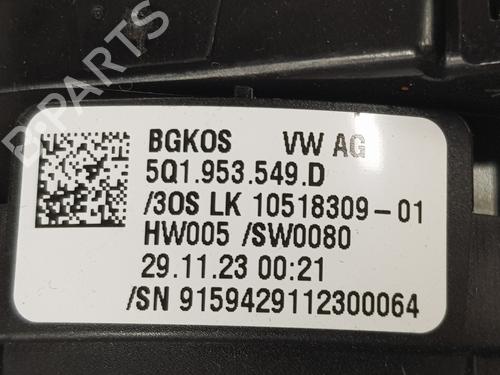 B-PARTS
BGKOS VW AG
5Q1.953.549.D
/3OS LK 10518309-01
HW005 /SW0080
29.11.23 00:21
/SN 9159429112300064